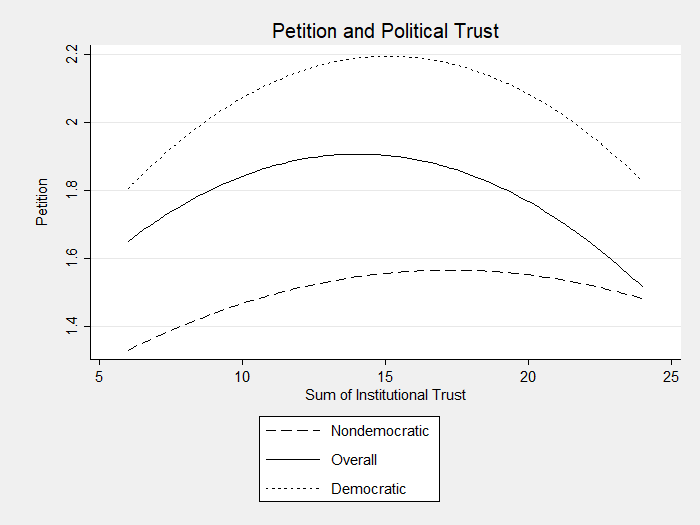 Petition and Political Trust
2.2
2
1.8
1.6
1.4
Petition
5 10 15 20 25
Sum of Institutional Trust
Nondemocratic
Overall
Democratic